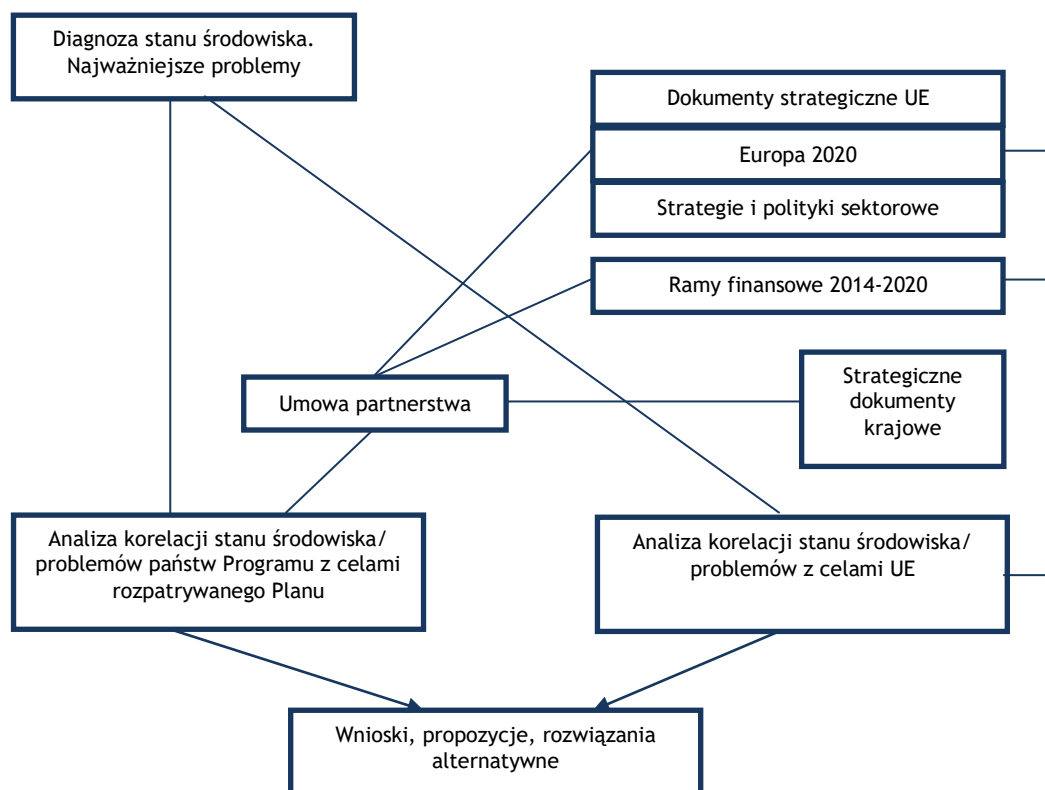 Diagnoza stanu środowiska.
Najważniejsze problemy
Dokumenty strategiczne UE
Europa 2020
Strategie i polityki sektorowe
Ramy finansowe 2014-2020
Strategiczne
dokumenty
krajowe
Umowa partnerstwa
Analiza korelacji stanu środowiska/
problemów państw Programu z celami
rozpatrywanego Planu
Analiza korelacji stanu środowiska/
problemów z celami UE
Wnioski, propozycje, rozwiązania
alternatywne